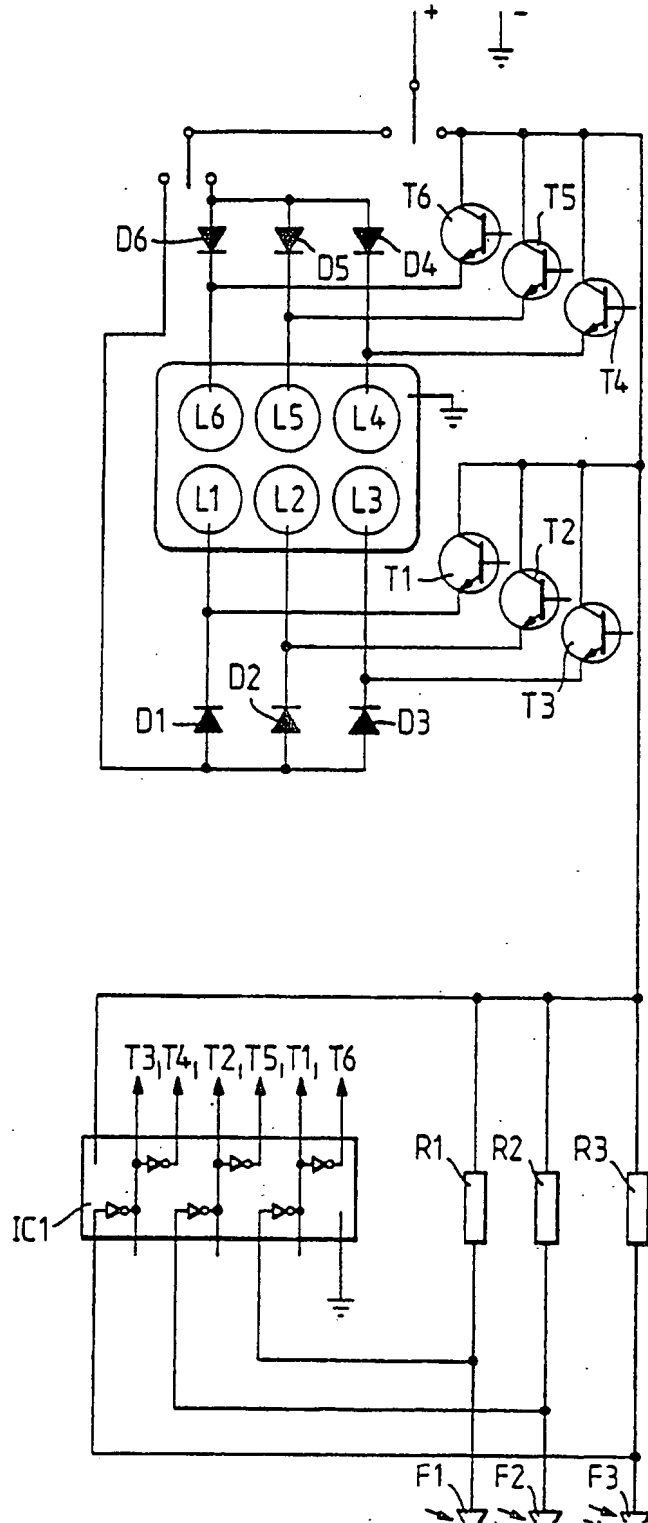 + -
T6 T5
D6 D5 D4
T4
L6 L5 L4
L1 L2 L3
T2
T1
D2 T3
D1 D3
T3, T4, T2, T5, T1, T6
R1 R2 R3
IC1
F1 F2 F3